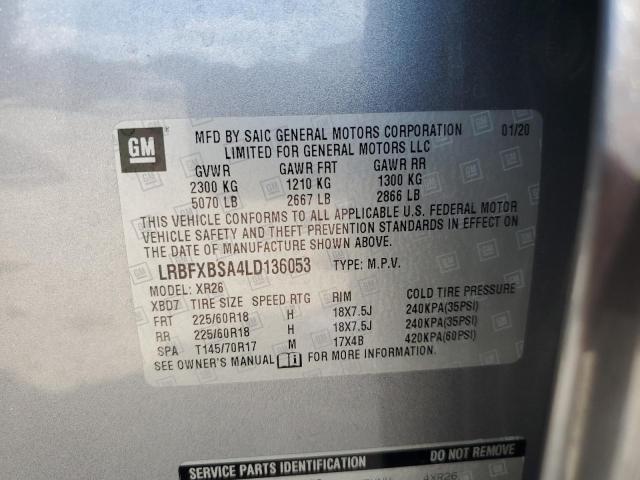 GM
MFD BY SAIC GENERAL MOTORS CORPORATION 01/20
LIMITED FOR GENERAL MOTORS LLC
GVWR GAWR FRT GAWR RR
2300 KG 1210 KG 1300 KG
5070 LB 2667 LB 2866 LB
THIS VEHICLE CONFORMS TO ALL APPLICABLE U.S. FEDERAL MOTOR
VEHICLE SAFETY AND THEFT PREVENTION STANDARDS IN EFFECT ON
THE DATE OF MANUFACTURE SHOWN ABOVE.
LRBFXBSA4LD136053 TYPE: M.P.V.
MODEL: XR26
XBD7 TIRE SIZE SPEED RTG RIM COLD TIRE PRESSURE
FRT 225/60R18 H 18X7.5J 240KPA(35PSI)
RR 225/60R18 H 18X7.5J 240KPA(35PSI)
SPA T145/70R17 M 17X4B 420KPA(60PSI)
SEE OWNER'S MANUAL FOR MORE INFORMATION.
SERVICE PARTS IDENTIFICATION DO NOT REMOVE